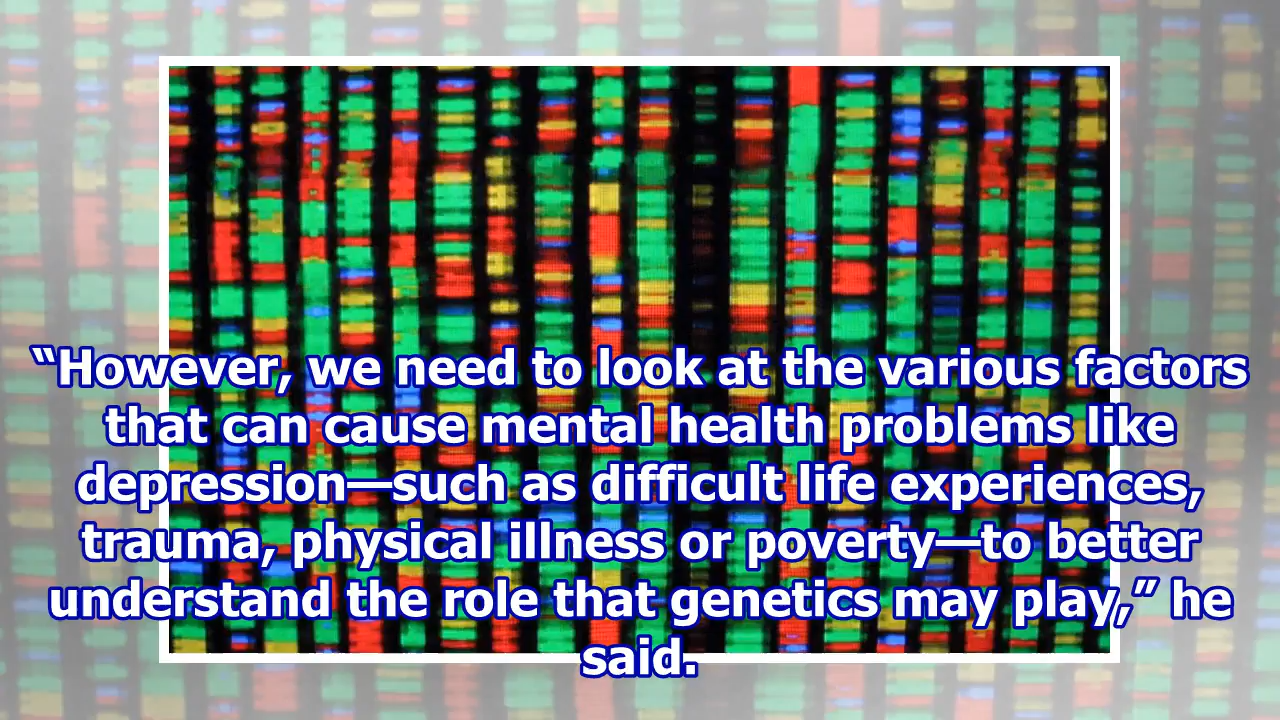 “However, we need to look at the various factors
that can cause mental health problems like
depression—such as difficult life experiences,
trauma, physical illness or poverty—to better
understand the role that genetics may play,” he
said.